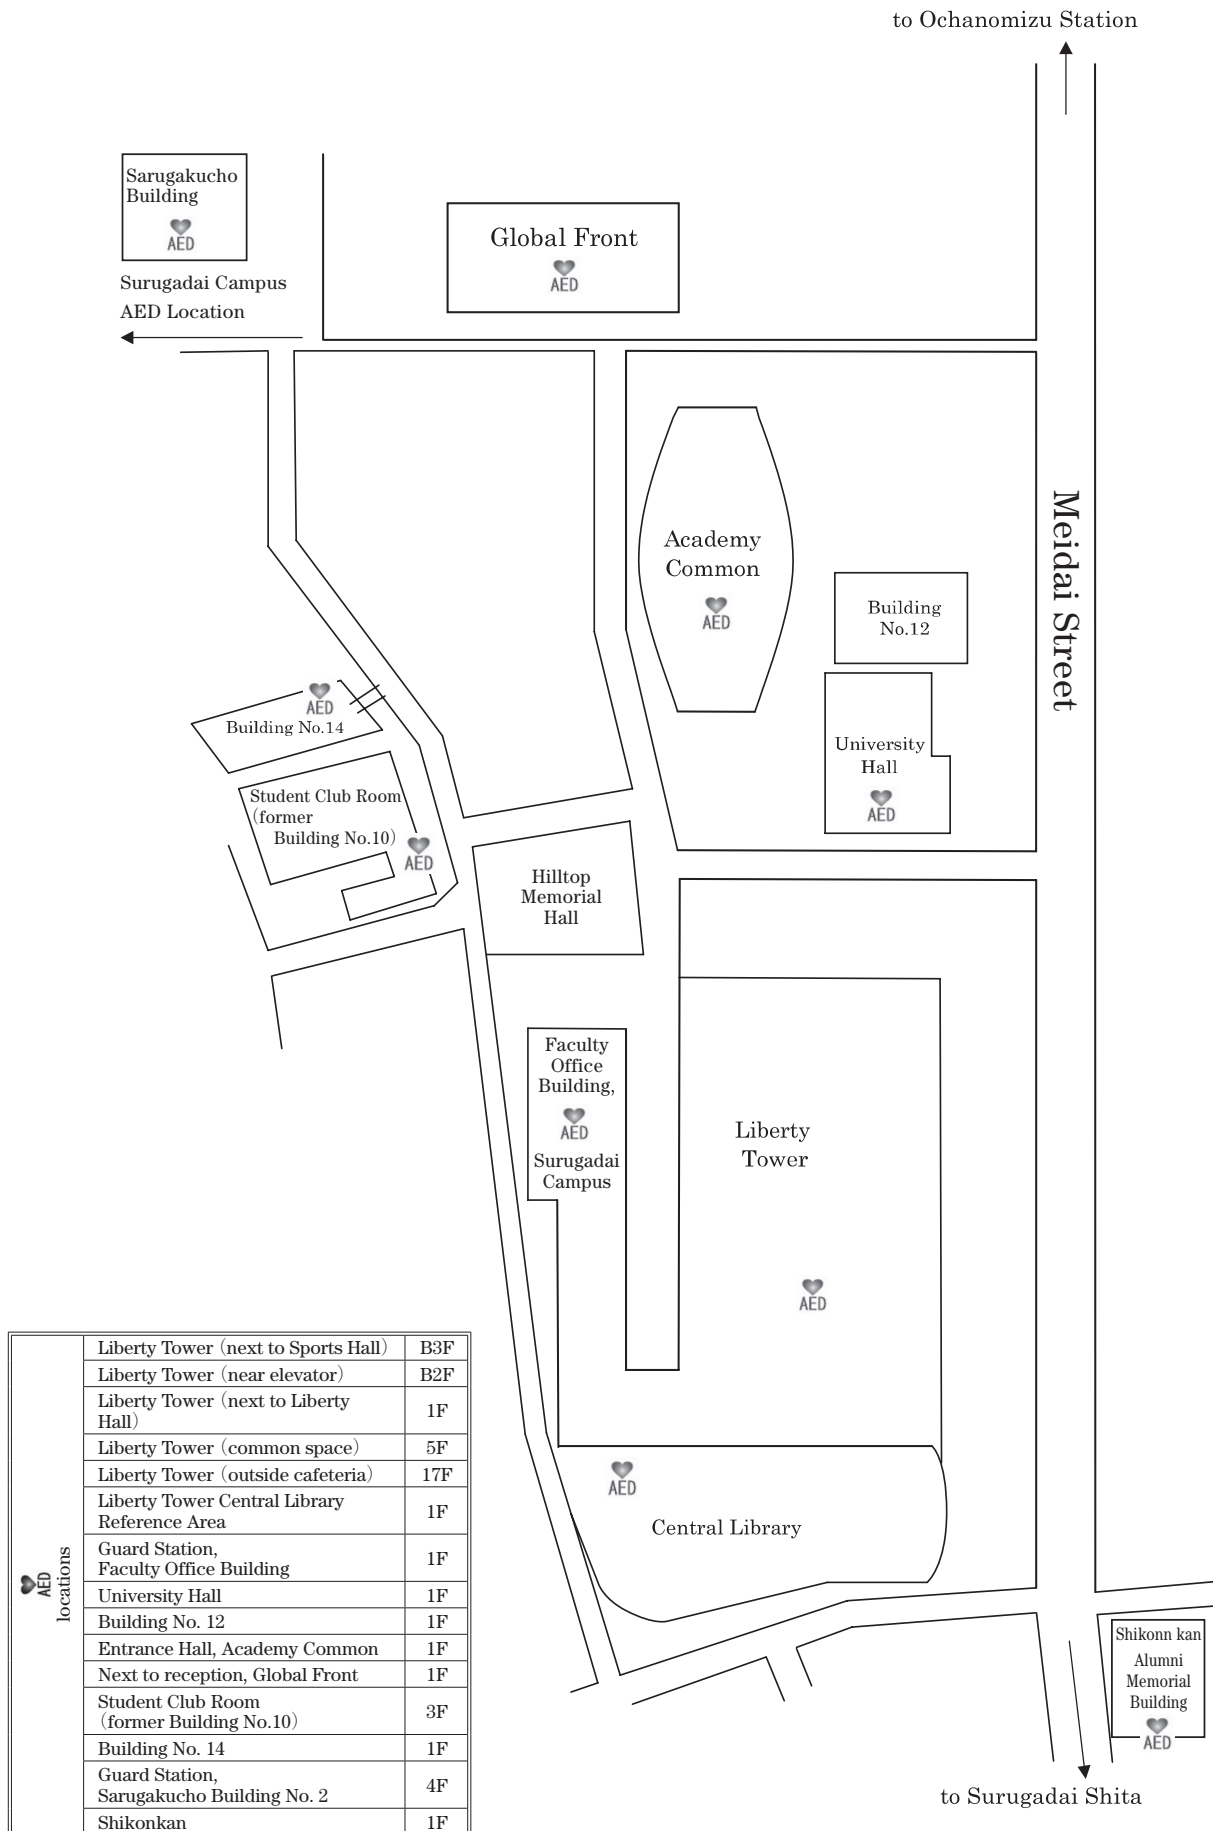 to Ochanomizu Station
Sarugakucho
Building
AED
Surugadai Campus
AED Location
Global Front
AED
Meidai Street
Academy
Common
AED
Building
No.12
University
Hall
AED
AED
Building No.14
Student Club Room
(former
Building No.10)
AED
Hilltop
Memorial
Hall
Faculty
Office
Building,
AED
Surugadai
Campus
Liberty
Tower
AED
AED
Central Library
Shikonn kan
Alumni
Memorial
Building
AED
to Surugadai Shita
AED
locations
Liberty Tower (next to Sports Hall) B3F
Liberty Tower (near elevator) B2F
Liberty Tower (next to Liberty
Hall) 1F
Liberty Tower (common space) 5F
Liberty Tower (outside cafeteria) 17F
Liberty Tower Central Library
Reference Area 1F
Guard Station,
Faculty Office Building 1F
University Hall 1F
Building No. 12 1F
Entrance Hall, Academy Common 1F
Next to reception, Global Front 1F
Student Club Room
(former Building No.10) 3F
Building No. 14 1F
Guard Station,
Sarugakucho Building No. 2 4F
Shikonkan 1F